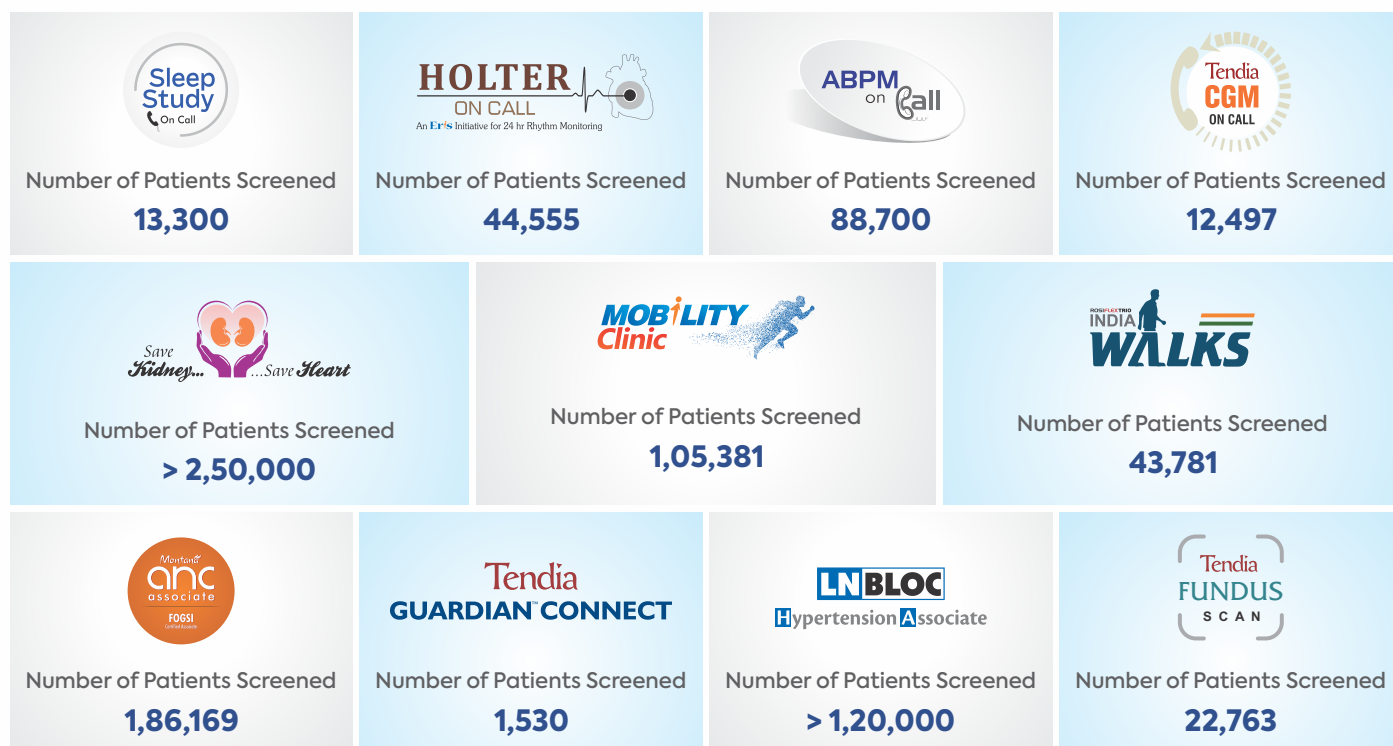 Sleep
Study
On Call
Number of Patients Screened
13,300
HOLTER
ON CALL
An Eris Initiative for 24 hr Rhythm Monitoring
Number of Patients Screened
44,555
ABPM
on Call
Number of Patients Screened
88,700
Tendia
CGM
ON CALL
Number of Patients Screened
12,497
Save
Kidney... ...Save Heart
Number of Patients Screened
> 2,50,000
MOBiLITY
Clinic
Number of Patients Screened
1,05,381
ROSIFLEXTRIO
INDIA
WALKS
Number of Patients Screened
43,781
anc
associate
FOGSI
Certified Associate
Number of Patients Screened
1,86,169
Tendia
GUARDIAN™ CONNECT
Number of Patients Screened
1,530
LNBLOC
Hypertension Associate
Number of Patients Screened
> 1,20,000
Tendia
FUNDUS
SCAN
Number of Patients Screened
22,763